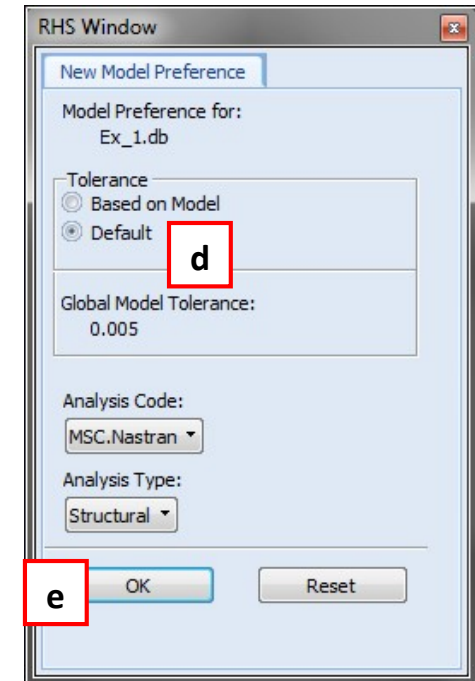 RHS Window
New Model Preference
Model Preference for:
Ex_1.db
Tolerance
Based on Model
Default
d
Global Model Tolerance:
0.005
Analysis Code:
MSC.Nastran
Analysis Type:
Structural
e OK Reset